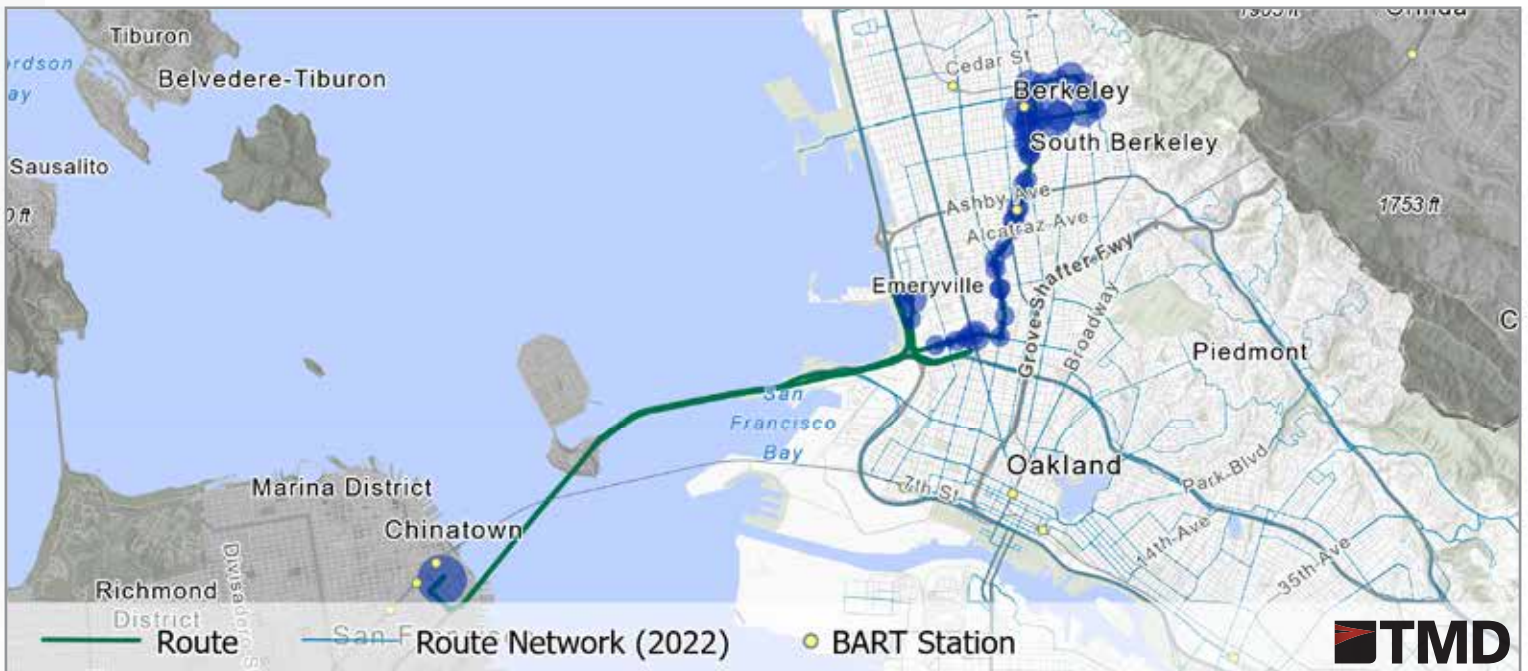 Tiburon
Belvedere-Tiburon
Sausalito
Cedar St
Berkeley
South Berkeley
Ashby Ave
Alcatraz Ave
1753 ft
Emeryville
Grove-Shafter Fwy
Broadway
Piedmont
San
Francisco
Bay
Oakland
7th St
Park Blvd
14th Ave
35th Ave
Marina District
Chinatown
Richmond
District
Route
Route Network (2022)
BART Station
TMD